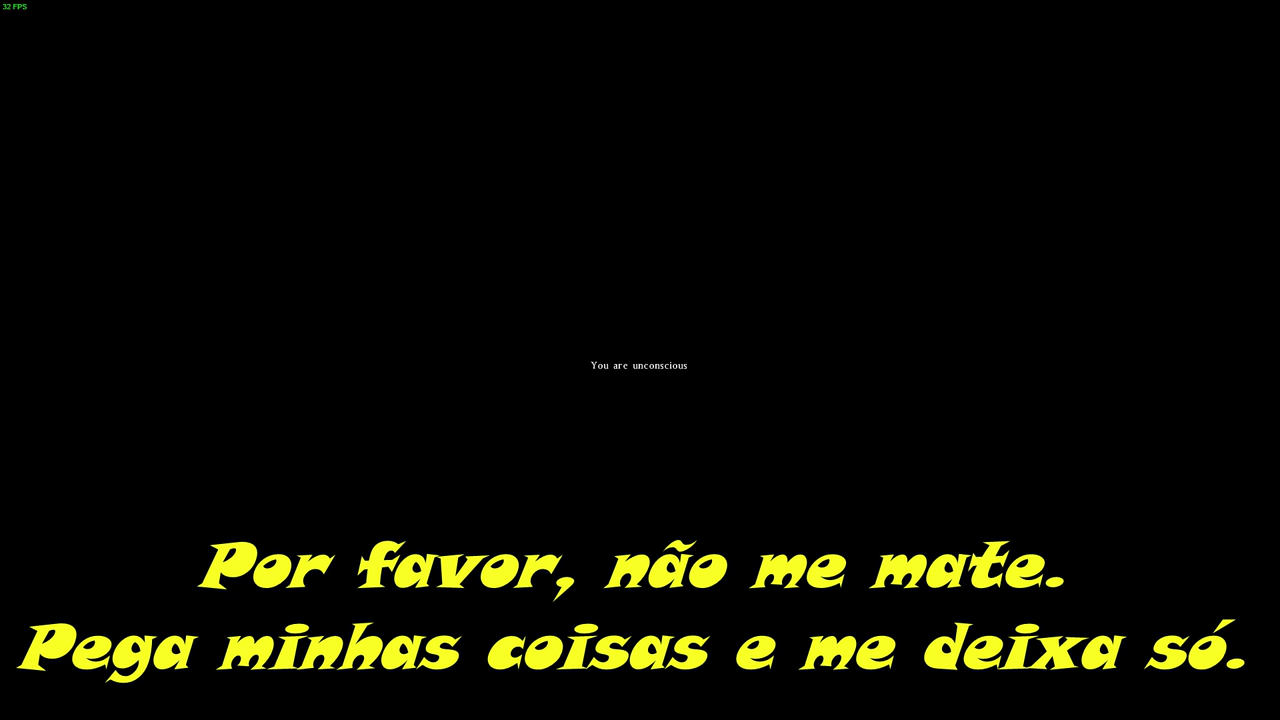 32 FPS
You are unconscious
Por favor, não me mate.
Pega minhas coisas e me deixa só.